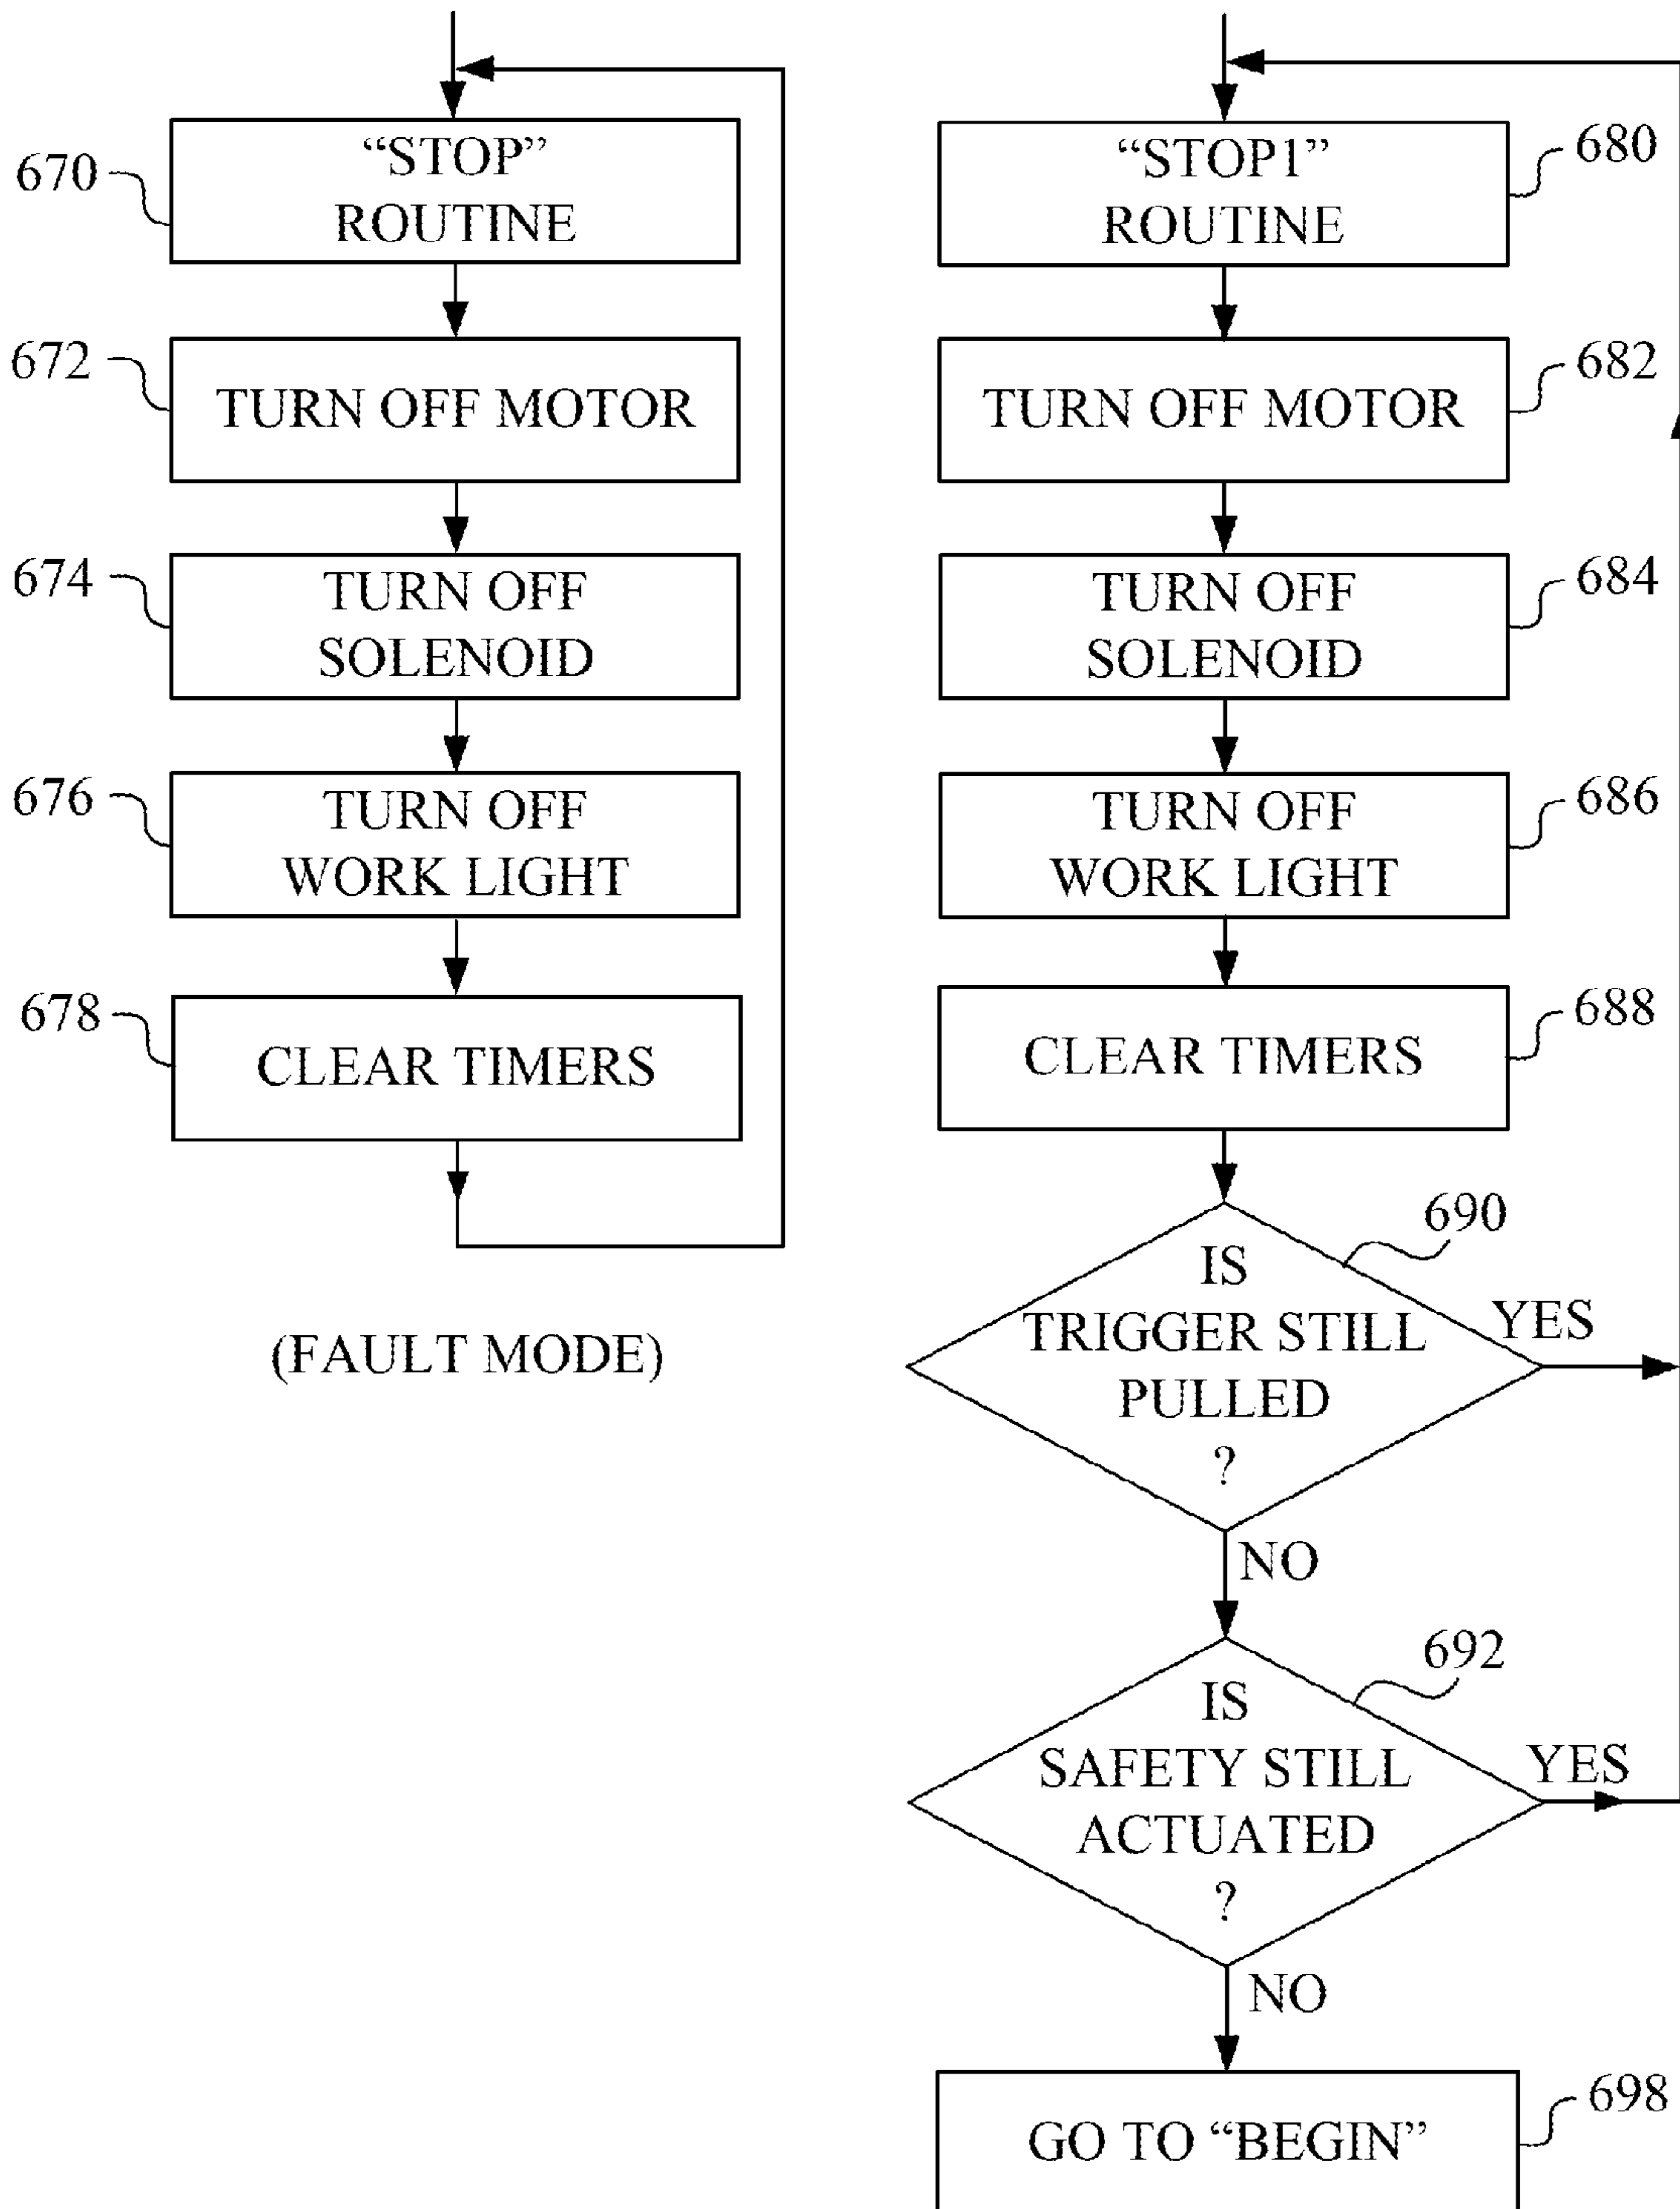 670
“STOP”
ROUTINE
672
TURN OFF MOTOR
674
TURN OFF
SOLENOID
676
TURN OFF
WORK LIGHT
678
CLEAR TIMERS
(FAULT MODE)
“STOP1”
ROUTINE
680
TURN OFF MOTOR
682
TURN OFF
SOLENOID
684
TURN OFF
WORK LIGHT
686
CLEAR TIMERS
688
690
IS
TRIGGER STILL
PULLED
?
YES
NO
692
IS
SAFETY STILL
ACTUATED
?
YES
NO
GO TO “BEGIN”
698